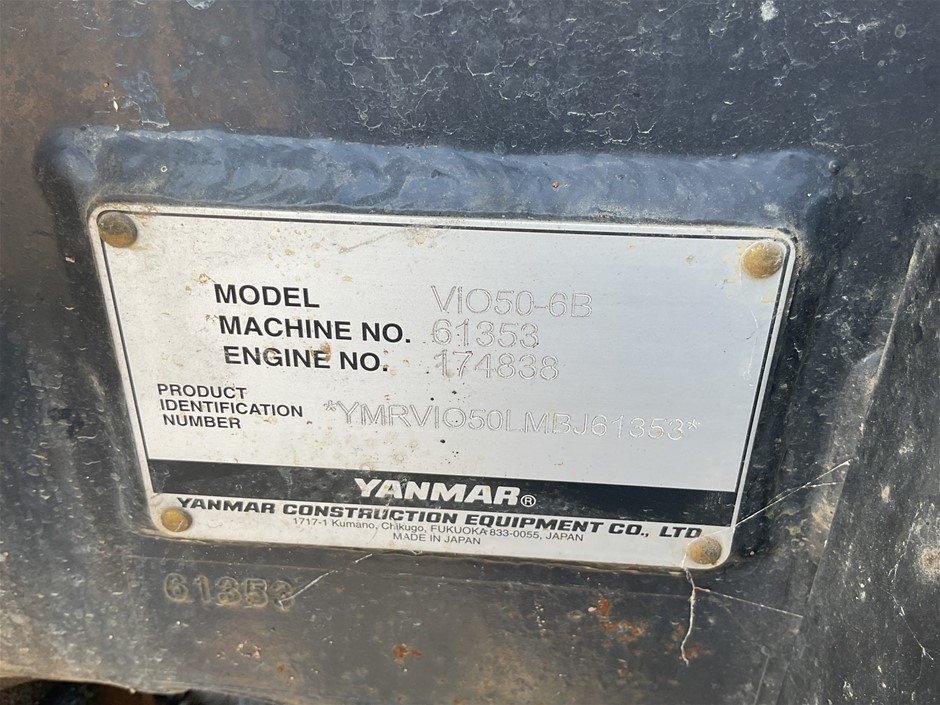 MODEL VIO50-6B
MACHINE NO. 61353
ENGINE NO. 174838
PRODUCT
IDENTIFICATION
NUMBER
*YMRVIO50LMBJ61353*
YANMAR®
YANMAR CONSTRUCTION EQUIPMENT CO., LTD.
1717-1 Kumano, Chikugo, FUKUOKA 833-0055, JAPAN
MADE IN JAPAN
61353